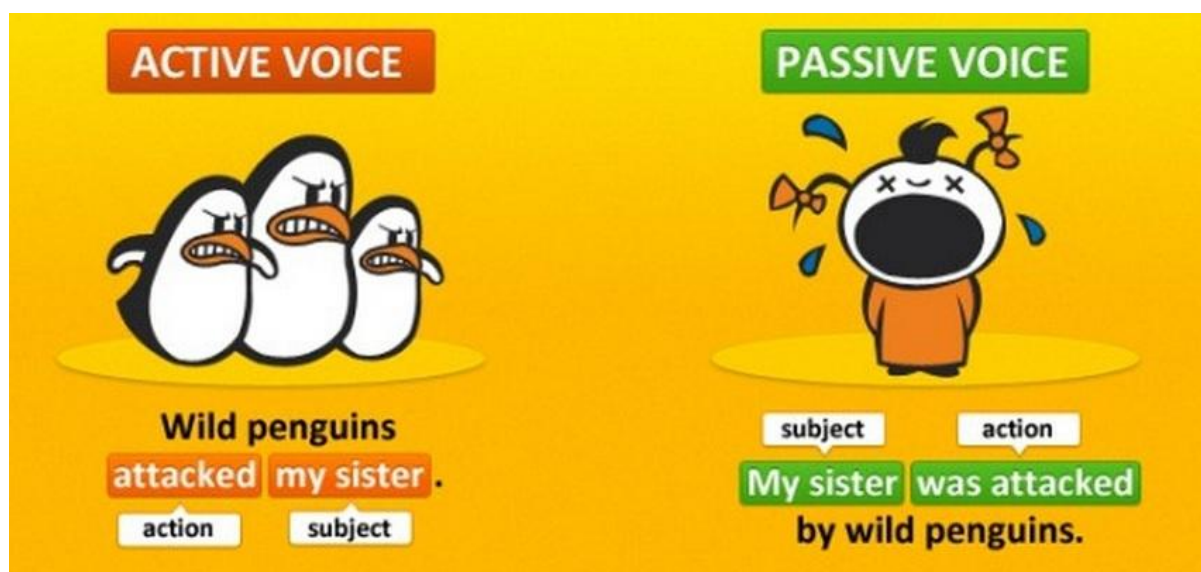 ACTIVE VOICE
Wild penguins
attacked my sister.
action subject
PASSIVE VOICE
subject action
My sister was attacked
by wild penguins.